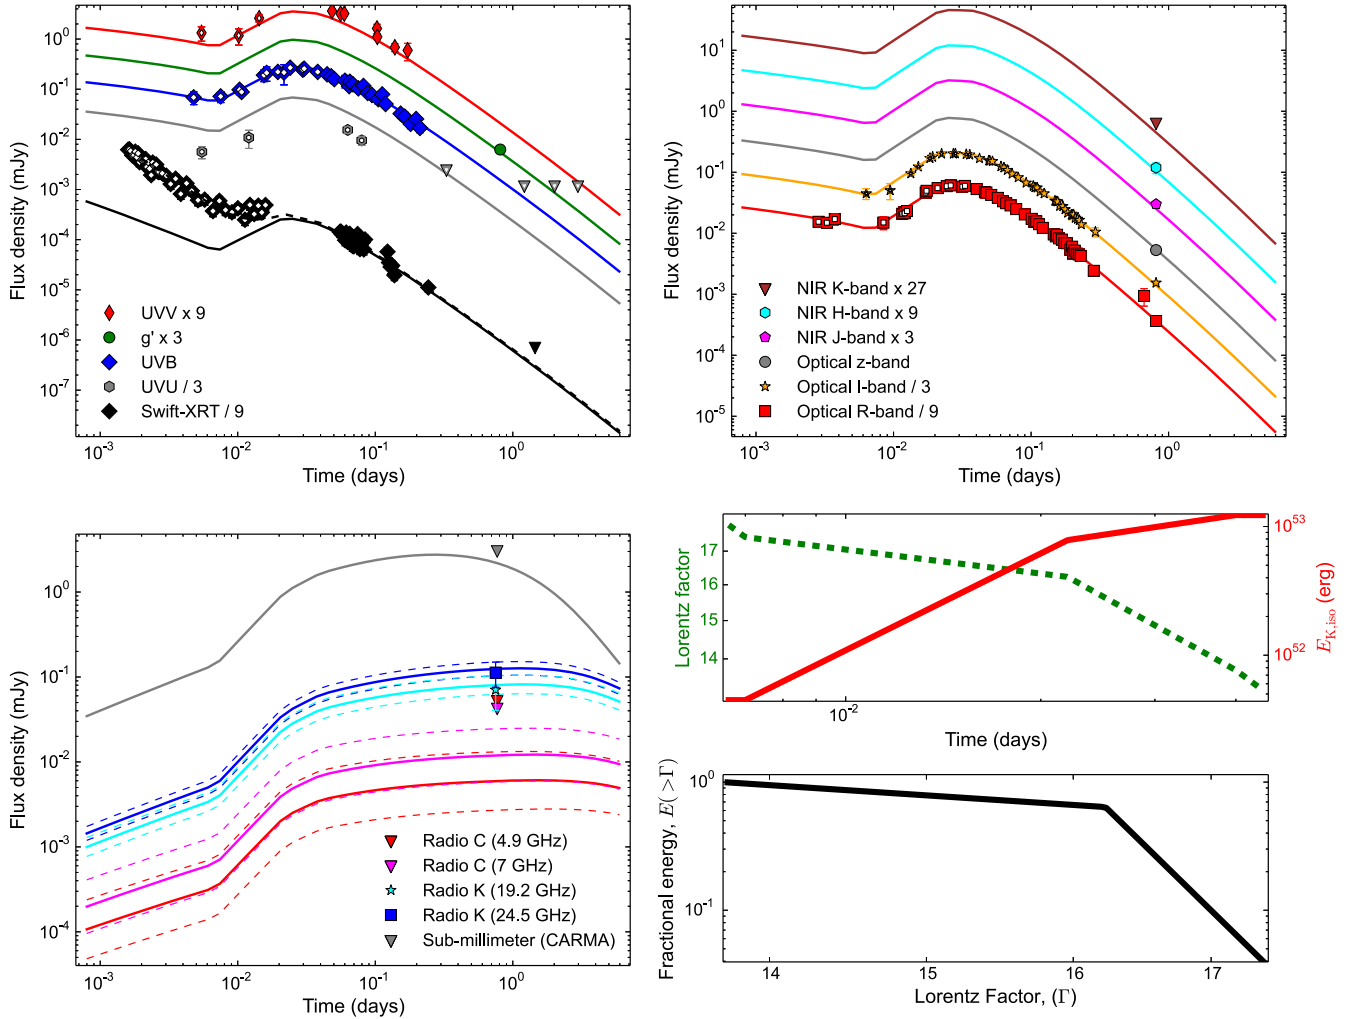 10^0
10^-1
10^-2
10^-3
10^-4
10^-5
10^-6
10^-7
Flux density (mJy)
UVV x 9
g' x 3
UVB
UVU / 3
Swift-XRT / 9
10^-3 10^-2 10^-1 10^0
Time (days)
10^1
10^0
10^-1
10^-2
10^-3
10^-4
10^-5
Flux density (mJy)
NIR K-band x 27
NIR H-band x 9
NIR J-band x 3
Optical z-band
Optical I-band / 3
Optical R-band / 9
10^-3 10^-2 10^-1 10^0
Time (days)
10^0
10^-1
10^-2
10^-3
10^-4
Flux density (mJy)
Radio C (4.9 GHz)
Radio C (7 GHz)
Radio K (19.2 GHz)
Radio K (24.5 GHz)
Sub-millimeter (CARMA)
10^-3 10^-2 10^-1 10^0
Time (days)
17
16
15
14
Lorentz factor
10^53
10^52
E_K,iso (erg)
10^-2
Time (days)
10^0
10^-1
Fractional energy, E(>Γ)
14 15 16 17
Lorentz Factor, (Γ)